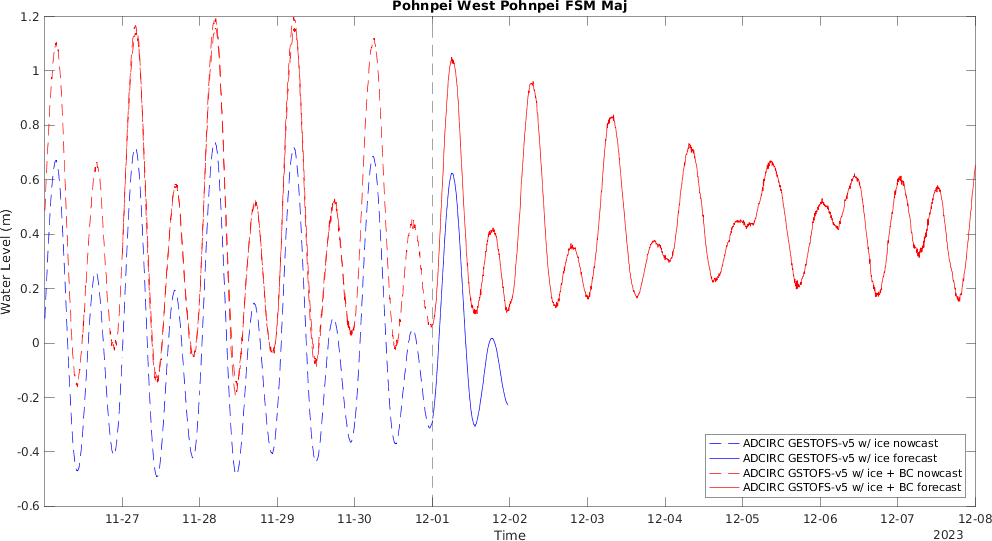 Pohnpei West Pohnpei FSM Maj
1.2
1
0.8
0.6
0.4
0.2
0
-0.2
-0.4
-0.6
Water Level (m)
11-27 11-28 11-29 11-30 12-01 12-02 12-03 12-04 12-05 12-06 12-07 12-08
Time
2023
ADCIRC GESTOFS-v5 w/ ice nowcast
ADCIRC GESTOFS-v5 w/ ice forecast
ADCIRC GSTOFS-v5 w/ ice + BC nowcast
ADCIRC GSTOFS-v5 w/ ice + BC forecast